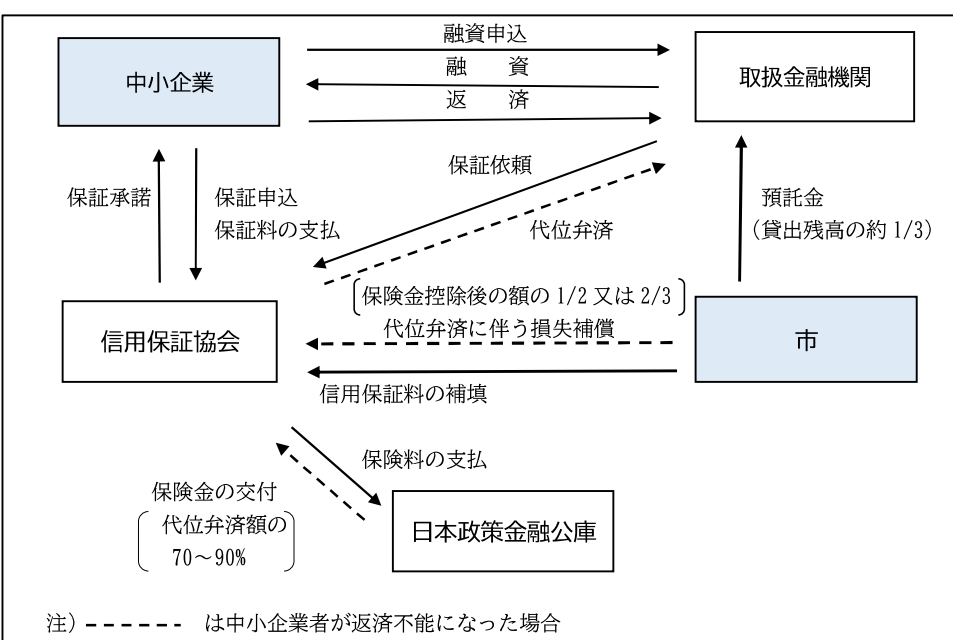 融資申込
中小企業
融　資
取扱金融機関
返　済
保証依頼
保証承諾
保証申込
保証料の支払
代位弁済
預託金
（貸出残高の約1/3）
保険金控除後の額の1/2又は2/3
代位弁済に伴う損失補償
信用保証協会
市
信用保証料の補填
保険料の支払
保険金の交付
代位弁済額の
70～90%
日本政策金融公庫
注） は中小企業者が返済不能になった場合